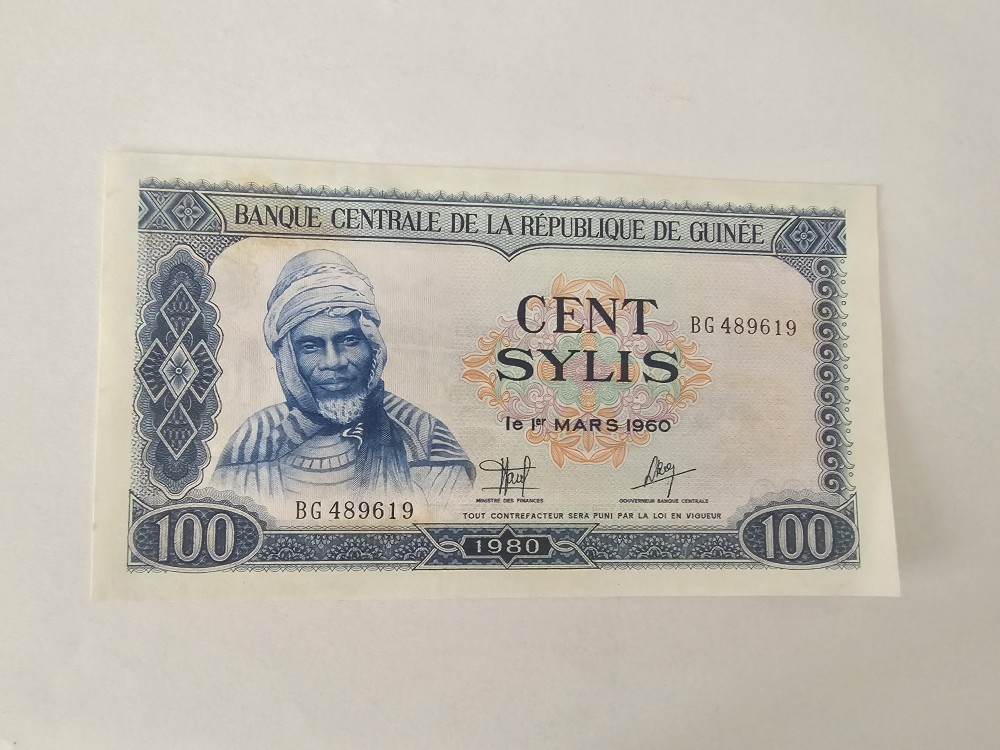 BANQUE CENTRALE DE LA RÉPUBLIQUE DE GUINÉE
CENT
SYLIS
BG 489619
le 1er MARS 1960
MINISTRE DES FINANCES
GOUVERNEUR BANQUE CENTRALE
BG 489619
TOUT CONTREFACTEUR SERA PUNI PAR LA LOI EN VIGUEUR
100
1980
100